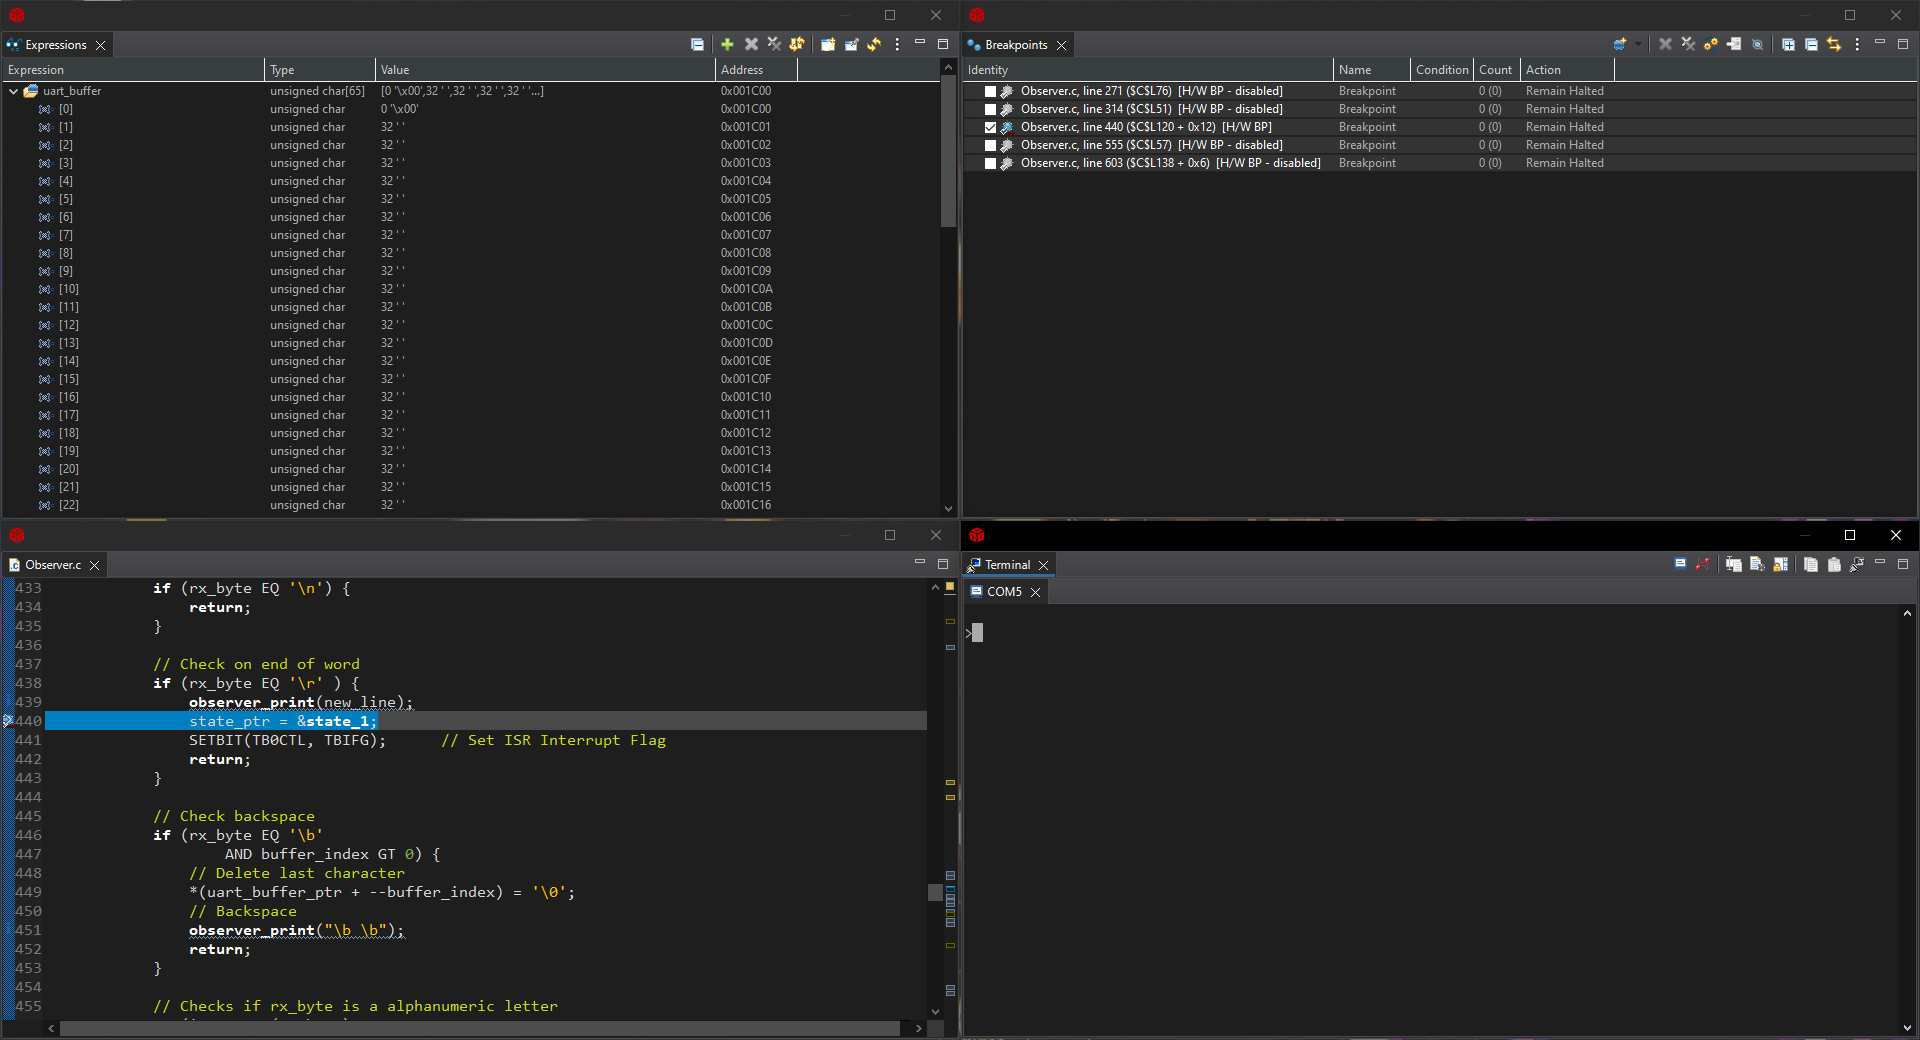 Expressions
Expression Type Value Address
uart_buffer unsigned char[65] [0 '\x00',32 ' ',32 ' ',32 ' ',32 ' '...] 0x001C00
[0] unsigned char 0 '\x00' 0x001C00
[1] unsigned char 32 ' ' 0x001C01
[2] unsigned char 32 ' ' 0x001C02
[3] unsigned char 32 ' ' 0x001C03
[4] unsigned char 32 ' ' 0x001C04
[5] unsigned char 32 ' ' 0x001C05
[6] unsigned char 32 ' ' 0x001C06
[7] unsigned char 32 ' ' 0x001C07
[8] unsigned char 32 ' ' 0x001C08
[9] unsigned char 32 ' ' 0x001C09
[10] unsigned char 32 ' ' 0x001C0A
[11] unsigned char 32 ' ' 0x001C0B
[12] unsigned char 32 ' ' 0x001C0C
[13] unsigned char 32 ' ' 0x001C0D
[14] unsigned char 32 ' ' 0x001C0E
[15] unsigned char 32 ' ' 0x001C0F
[16] unsigned char 32 ' ' 0x001C10
[17] unsigned char 32 ' ' 0x001C11
[18] unsigned char 32 ' ' 0x001C12
[19] unsigned char 32 ' ' 0x001C13
[20] unsigned char 32 ' ' 0x001C14
[21] unsigned char 32 ' ' 0x001C15
[22] unsigned char 32 ' ' 0x001C16
Breakpoints
Identity Name Condition Count Action
Observer.c, line 271 ($C$L76) [H/W BP - disabled] Breakpoint 0 (0) Remain Halted
Observer.c, line 314 ($C$L51) [H/W BP - disabled] Breakpoint 0 (0) Remain Halted
Observer.c, line 440 ($C$L120 + 0x12) [H/W BP] Breakpoint 0 (0) Remain Halted
Observer.c, line 555 ($C$L57) [H/W BP - disabled] Breakpoint 0 (0) Remain Halted
Observer.c, line 603 ($C$L138 + 0x6) [H/W BP - disabled] Breakpoint 0 (0) Remain Halted
Observer.c
433 if (rx_byte EQ '\n') {
434 return;
435 }
436
437 // Check on end of word
438 if (rx_byte EQ '\r' ) {
439 observer_print(new_line);
440 state_ptr = &state_1;
441 SETBIT(TB0CTL, TBIFG); // Set ISR Interrupt Flag
442 return;
443 }
444
445 // Check backspace
446 if (rx_byte EQ '\b'
447 AND buffer_index GT 0) {
448 // Delete last character
449 *(uart_buffer_ptr + --buffer_index) = '\0';
450 // Backspace
451 observer_print("\b \b");
452 return;
453 }
454
455 // Checks if rx_byte is a alphanumeric letter
Terminal
COM5
>